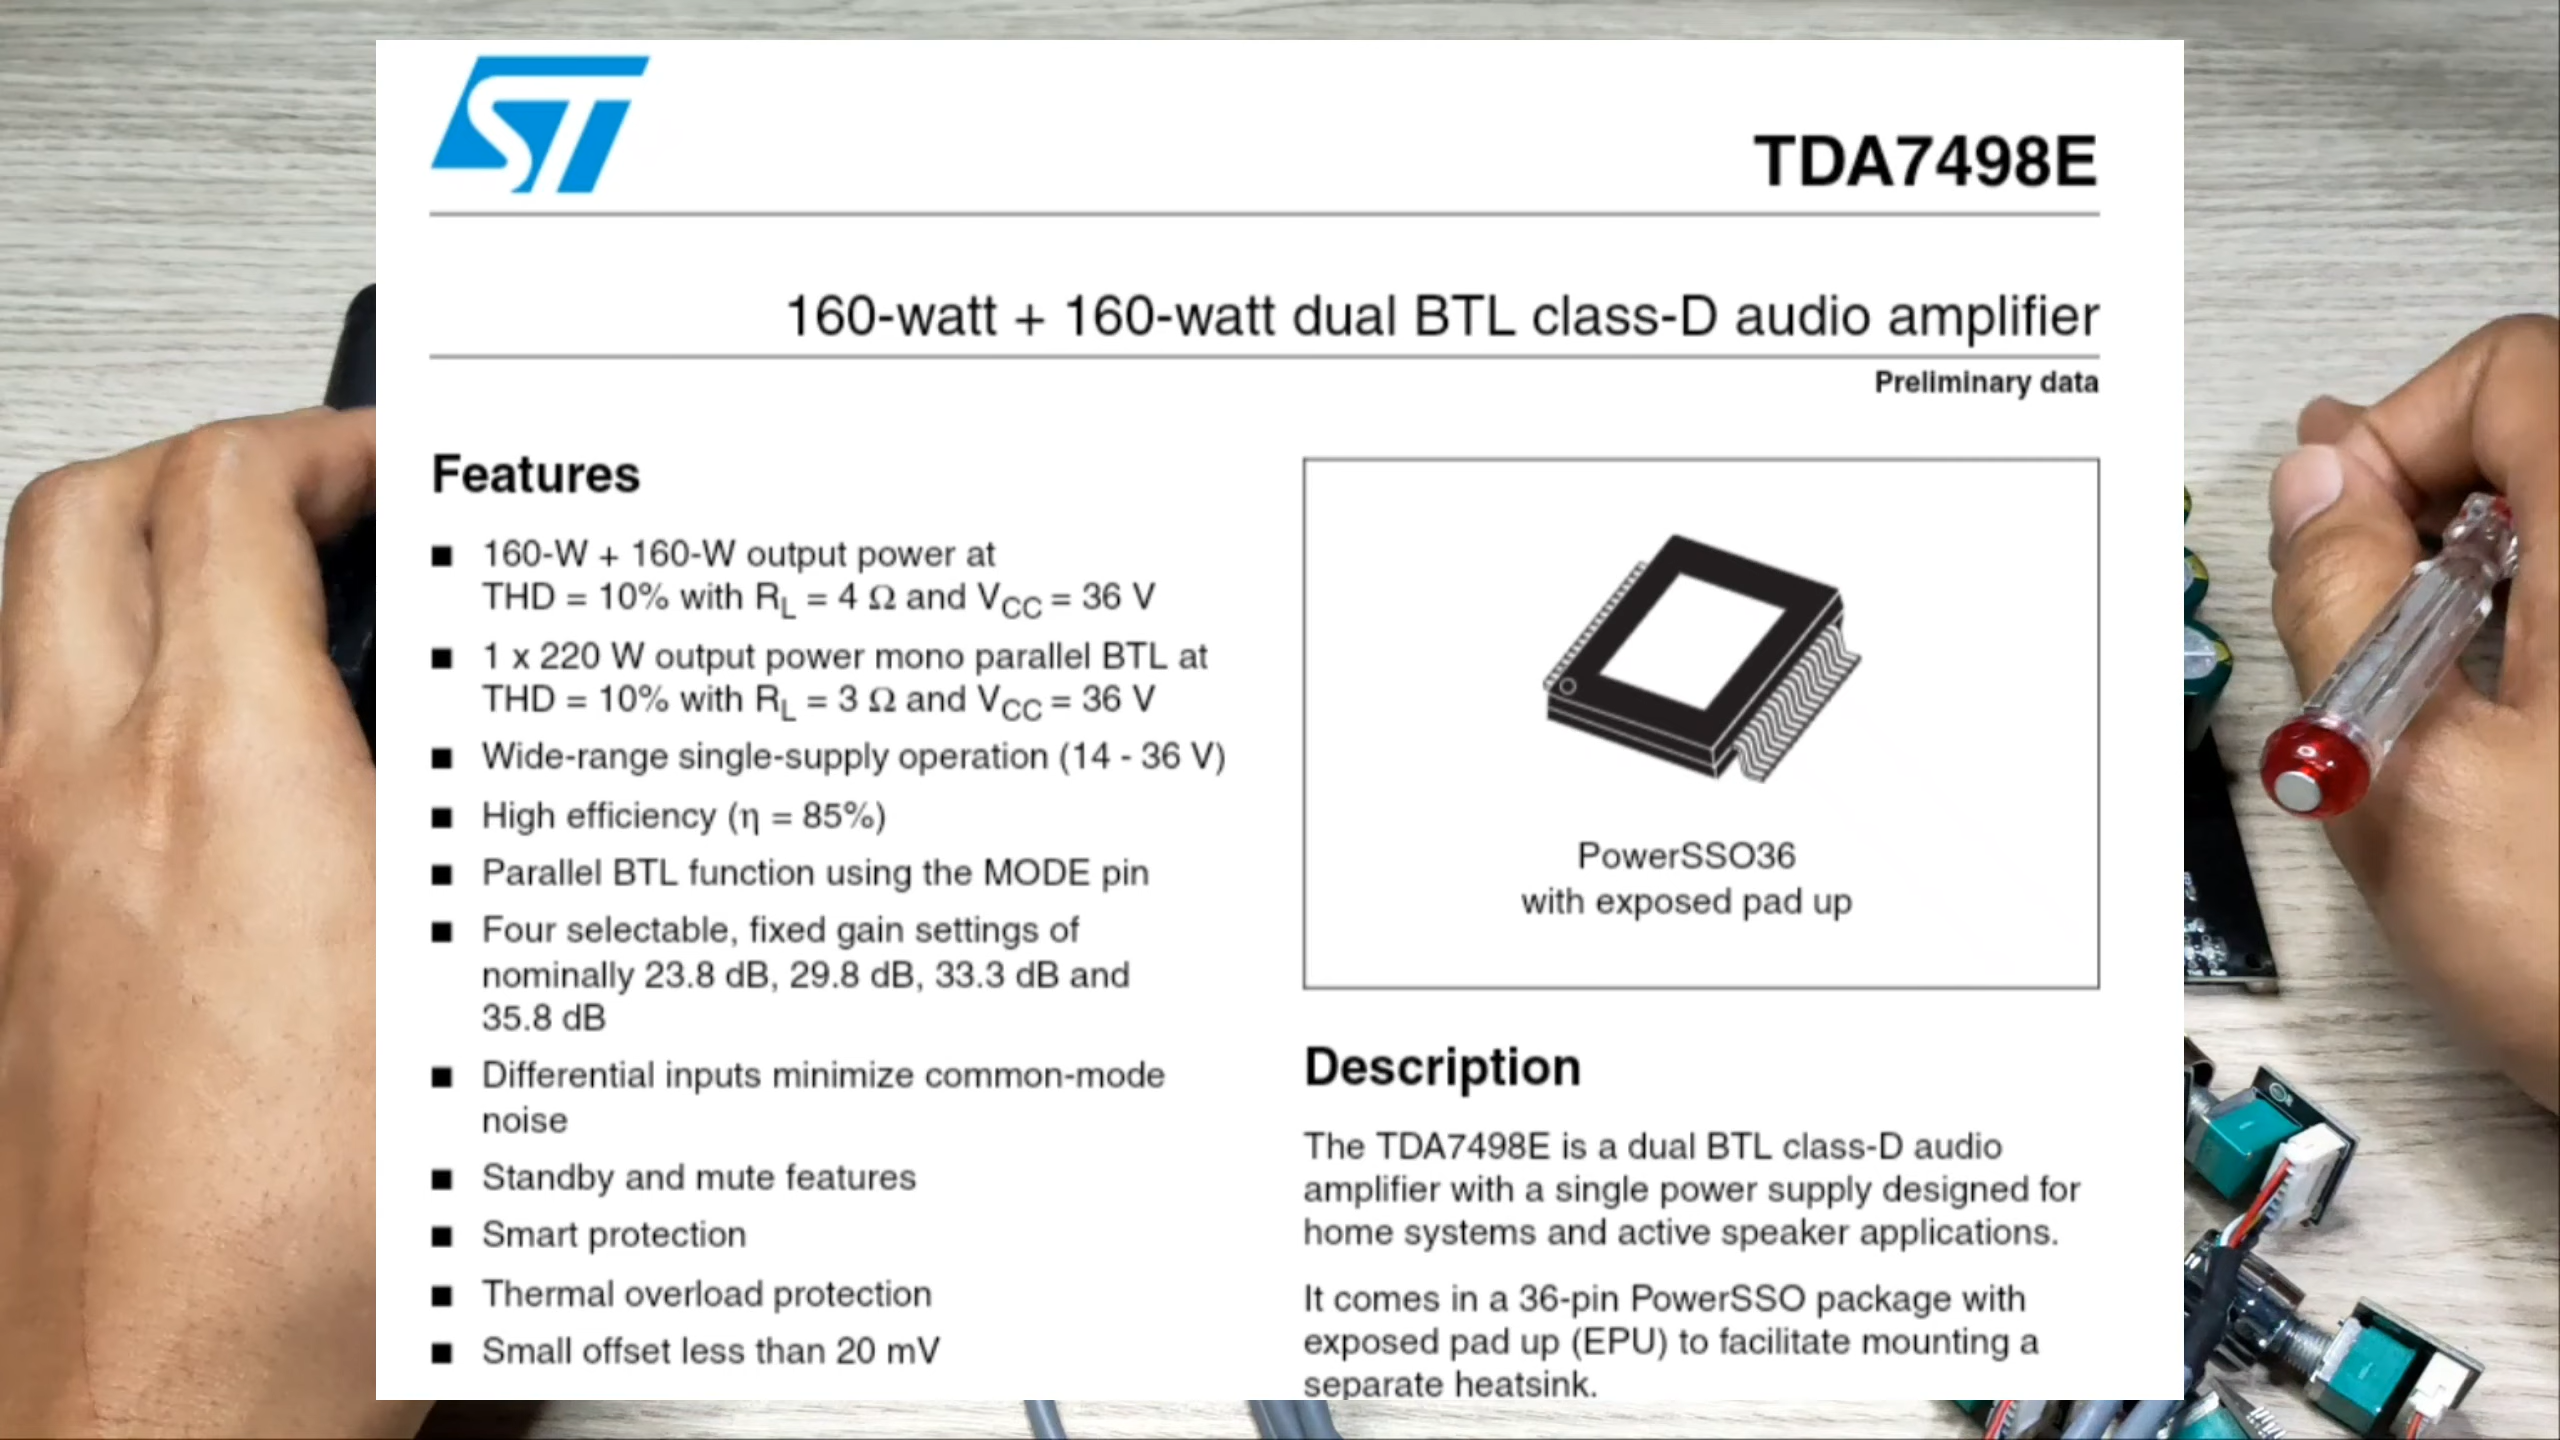 ST
TDA7498E
160-watt + 160-watt dual BTL class-D audio amplifier
Preliminary data
Features
■ 160-W + 160-W output power at
THD = 10% with RL = 4 Ω and VCC = 36 V
■ 1 x 220 W output power mono parallel BTL at
THD = 10% with RL = 3 Ω and VCC = 36 V
■ Wide-range single-supply operation (14 - 36 V)
■ High efficiency (η = 85%)
■ Parallel BTL function using the MODE pin
■ Four selectable, fixed gain settings of
nominally 23.8 dB, 29.8 dB, 33.3 dB and
35.8 dB
■ Differential inputs minimize common-mode
noise
■ Standby and mute features
■ Smart protection
■ Thermal overload protection
■ Small offset less than 20 mV
PowerSSO36
with exposed pad up
Description
The TDA7498E is a dual BTL class-D audio
amplifier with a single power supply designed for
home systems and active speaker applications.
It comes in a 36-pin PowerSSO package with
exposed pad up (EPU) to facilitate mounting a
separate heatsink.